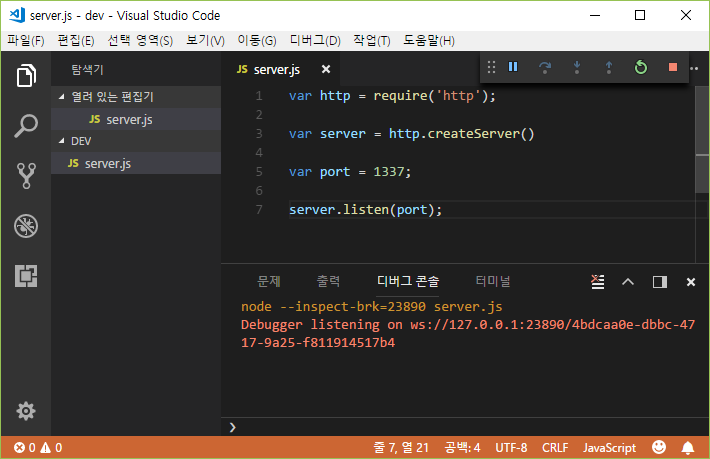 server.js - dev - Visual Studio Code
파일(F) 편집(E) 선택 영역(S) 보기(V) 이동(G) 디버그(D) 작업(T) 도움말(H)
탐색기
열려 있는 편집기
JS server.js
DEV
JS server.js
JS server.js
1 var http = require('http');
2
3 var server = http.createServer()
4
5 var port = 1337;
6
7 server.listen(port);
문제 출력 디버그 콘솔 터미널
node --inspect-brk=23890 server.js
Debugger listening on ws://127.0.0.1:23890/4bdcaa0e-dbbc-47
17-9a25-f811914517b4
0 0 줄 7, 열 21 공백: 4 UTF-8 CRLF JavaScript